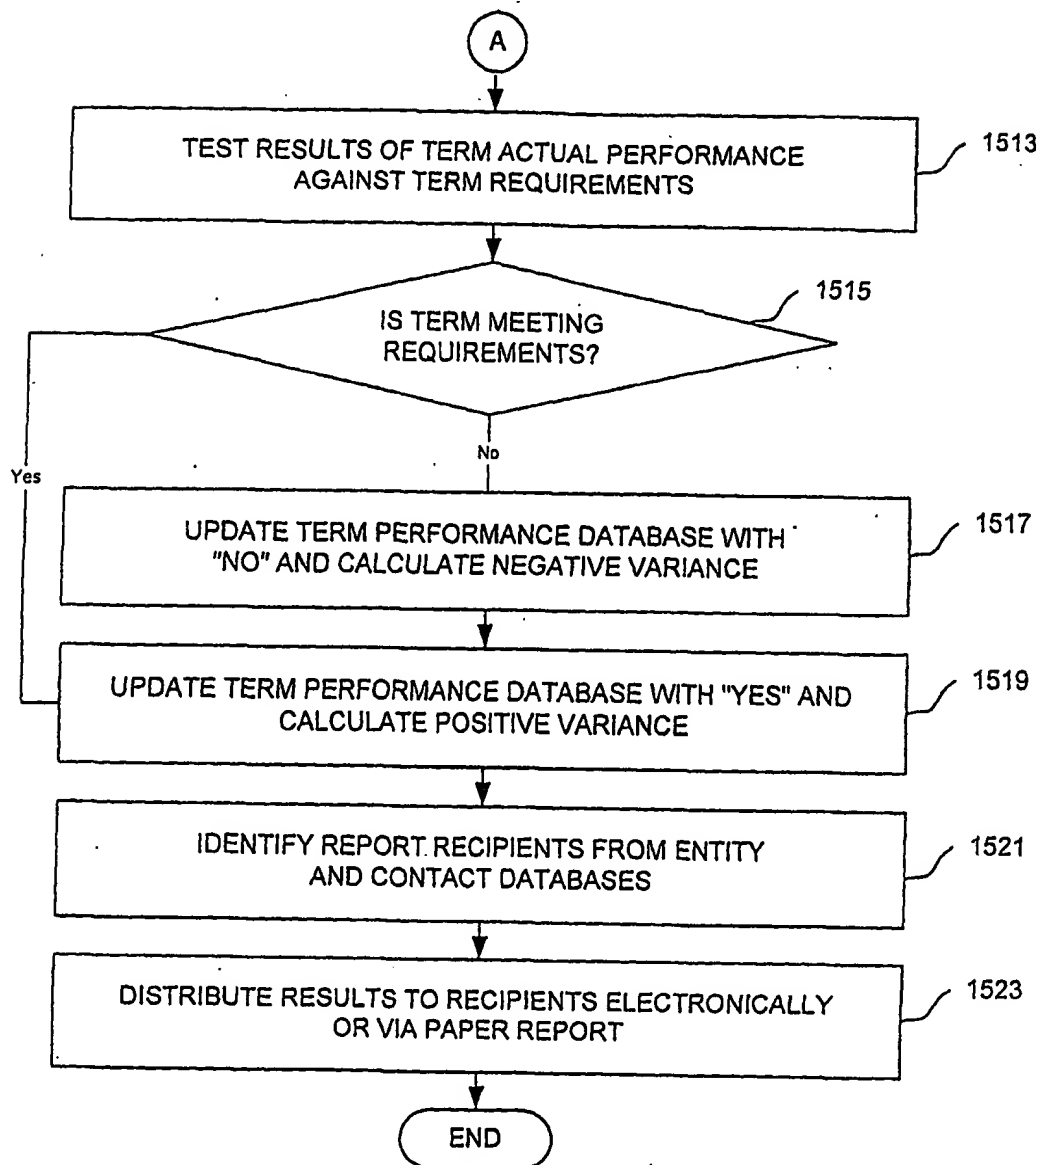 A
TEST RESULTS OF TERM ACTUAL PERFORMANCE
AGAINST TERM REQUIREMENTS
1513
IS TERM MEETING
REQUIREMENTS?
1515
No
Yes
UPDATE TERM PERFORMANCE DATABASE WITH
"NO" AND CALCULATE NEGATIVE VARIANCE
1517
UPDATE TERM PERFORMANCE DATABASE WITH "YES" AND
CALCULATE POSITIVE VARIANCE
1519
IDENTIFY REPORT RECIPIENTS FROM ENTITY
AND CONTACT DATABASES
1521
DISTRIBUTE RESULTS TO RECIPIENTS ELECTRONICALLY
OR VIA PAPER REPORT
1523
END